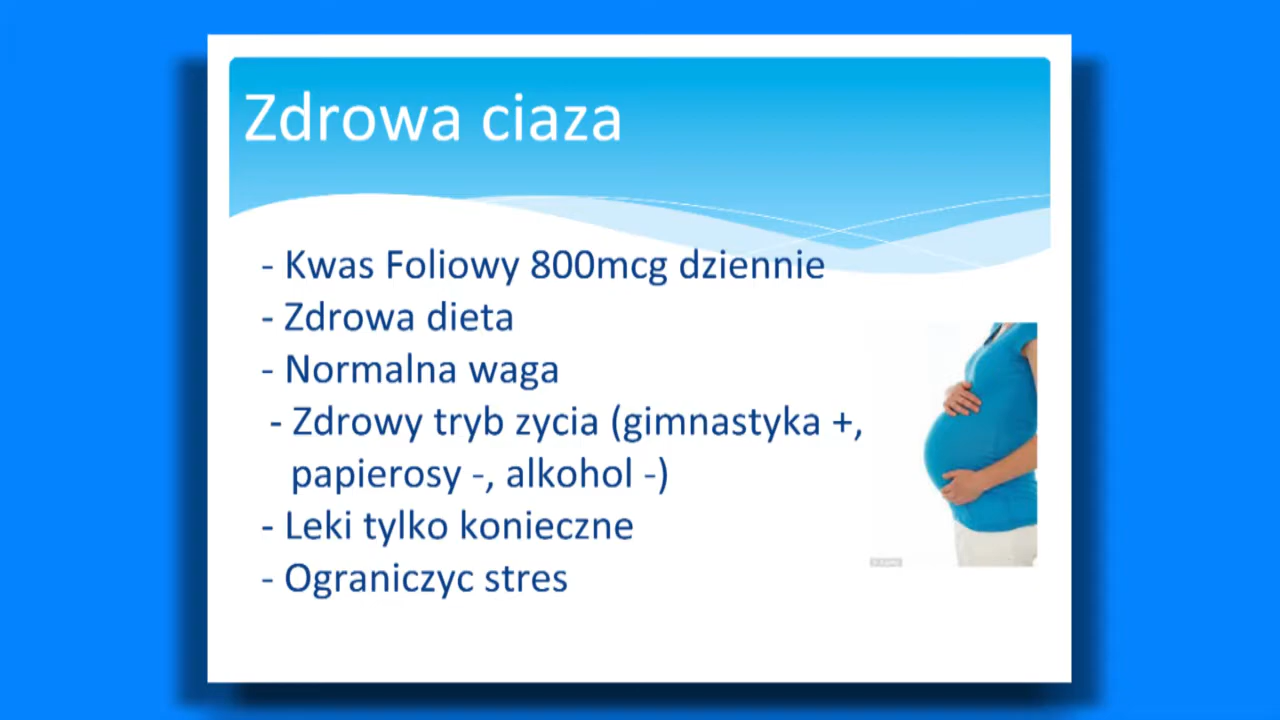 Zdrowa ciaza
- Kwas Foliowy 800mcg dziennie
- Zdrowa dieta
- Normalna waga
- Zdrowy tryb zycia (gimnastyka +,
papierosy -, alkohol -)
- Leki tylko konieczne
- Ograniczyc stres